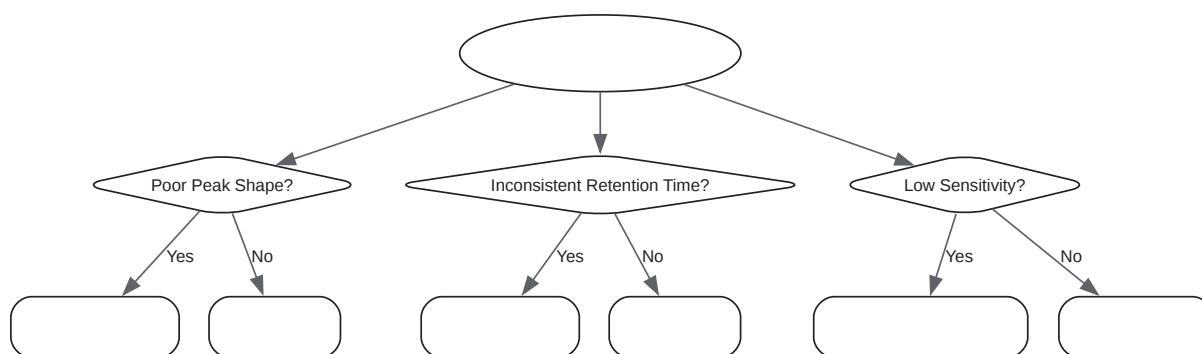 Poor Peak Shape?
Inconsistent Retention Time?
Low Sensitivity?
Yes
No
Yes
No
Yes
No